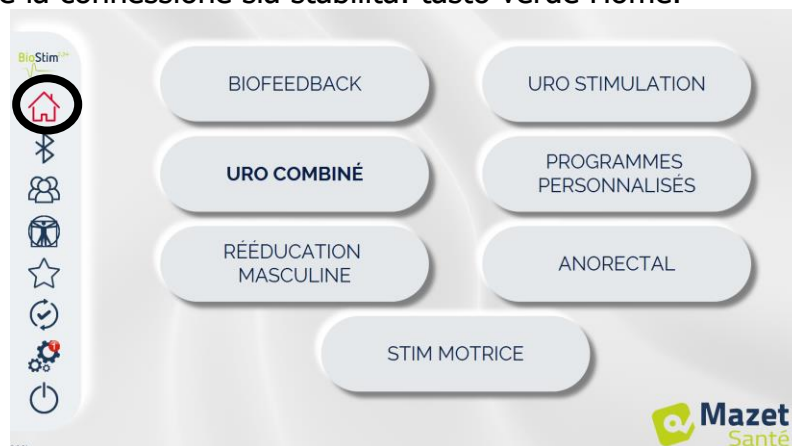 e la connessione sia stabilita: tasto verde Home.
BioStim
BIOFEEDBACK
URO STIMULATION
URO COMBINÉ
PROGRAMMES
PERSONNALISÉS
RÉÉDUCATION
MASCULINE
ANORECTAL
STIM MOTRICE
Mazet
Santé